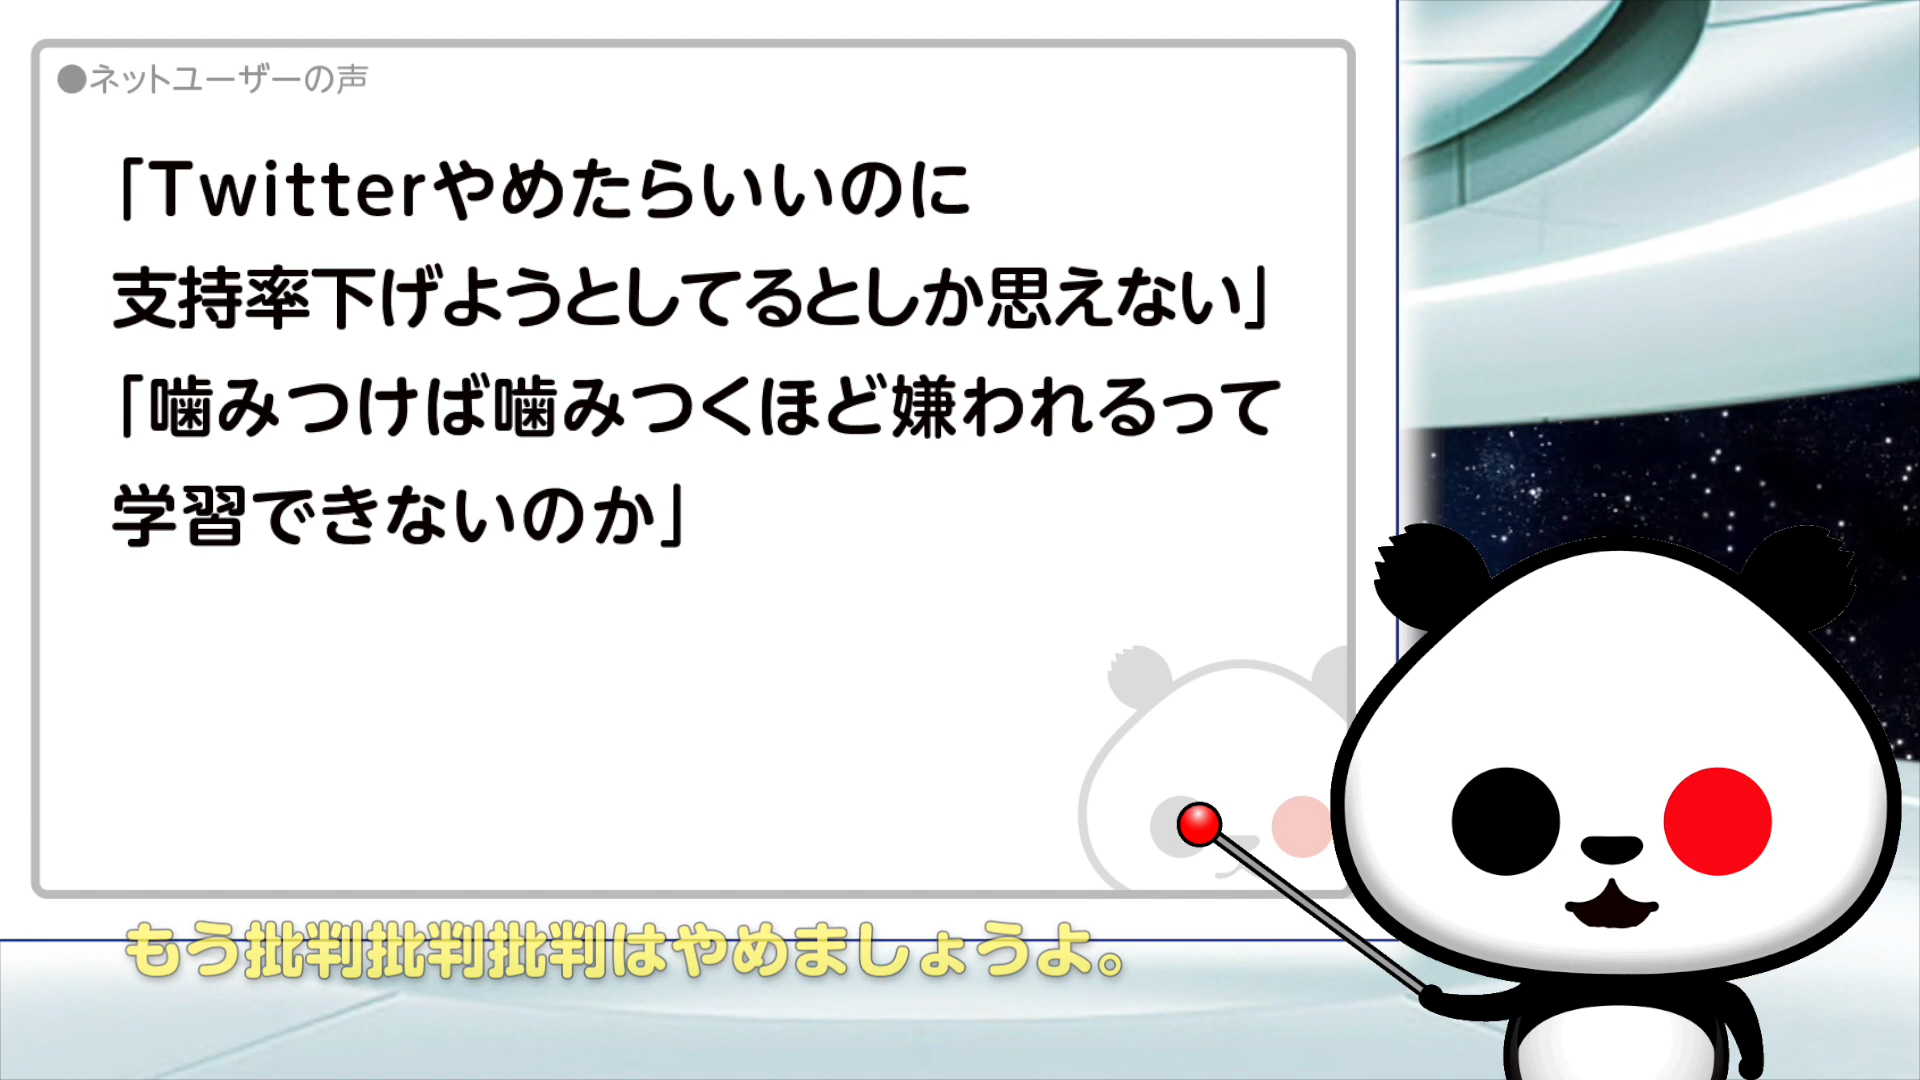 ●ネットユーザーの声
「Twitterやめたらいいのに
支持率下げようとしてるとしか思えない」
「噛みつけば噛みつくほど嫌われるって
学習できないのか」
もう批判批判批判はやめましょうよ。